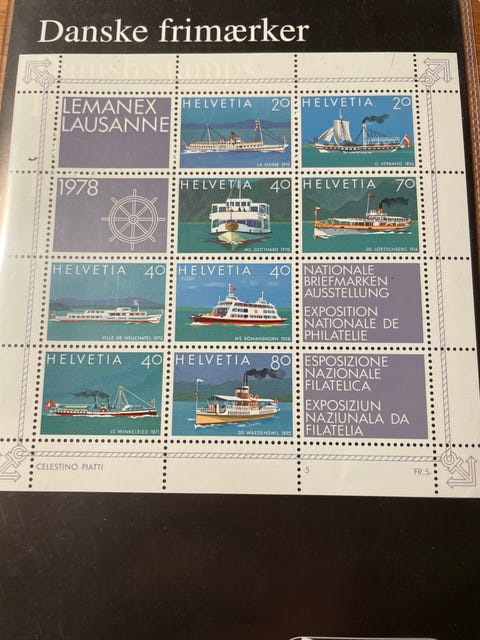 Danske frimærker
Danish stamps
LEMANEX
LAUSANNE
HELVETIA 20
LA SUISSE 1910
HELVETIA 20
IL VERBANO 1826
1978
HELVETIA 40
MS GOTTHARD 1970
HELVETIA 70
DS LOETSCHBERG 1914
HELVETIA 40
VILLE DE NEUCHATEL 1972
HELVETIA 40
MS ROMANSHORN 1958
NATIONALE
BRIEFMARKEN
AUSSTELLUNG
EXPOSITION
NATIONALE DE
PHILATELIE
HELVETIA 40
LE WINKELRIED 1871
HELVETIA 80
DS WAEDENSWIL 1895
ESPOSIZIONE
NAZIONALE
FILATELICA
EXPOSIZIUN
NAZIUNALA DA
FILATELIA
CELESTINO PIATTI
5
FR. 5.-